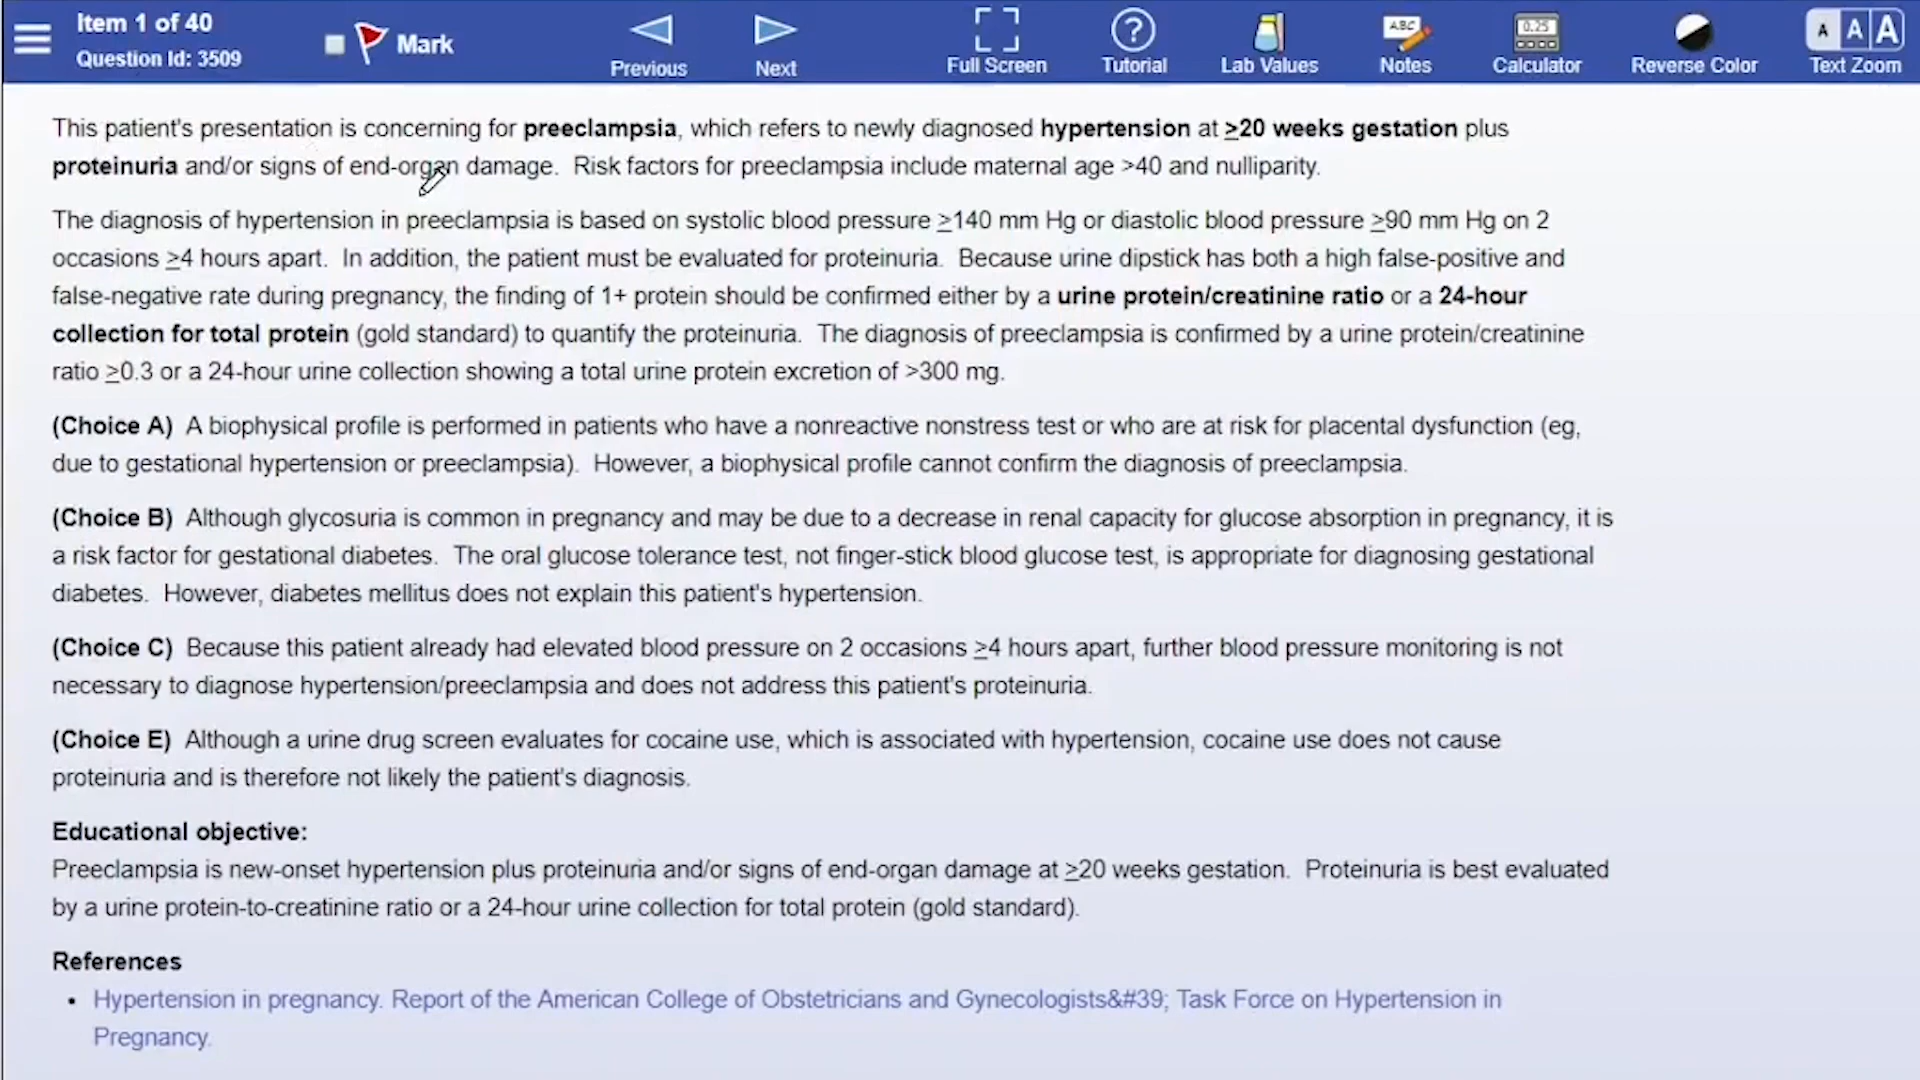 Item 1 of 40
Question Id: 3509
Mark
Previous
Next
Full Screen
Tutorial
Lab Values
ABC
Notes
0.25
Calculator
Reverse Color
A A A
Text Zoom
This patient's presentation is concerning for preeclampsia, which refers to newly diagnosed hypertension at ≥20 weeks gestation plus
proteinuria and/or signs of end-organ damage. Risk factors for preeclampsia include maternal age >40 and nulliparity.
The diagnosis of hypertension in preeclampsia is based on systolic blood pressure ≥140 mm Hg or diastolic blood pressure ≥90 mm Hg on 2
occasions ≥4 hours apart. In addition, the patient must be evaluated for proteinuria. Because urine dipstick has both a high false-positive and
false-negative rate during pregnancy, the finding of 1+ protein should be confirmed either by a urine protein/creatinine ratio or a 24-hour
collection for total protein (gold standard) to quantify the proteinuria. The diagnosis of preeclampsia is confirmed by a urine protein/creatinine
ratio ≥0.3 or a 24-hour urine collection showing a total urine protein excretion of >300 mg.
(Choice A) A biophysical profile is performed in patients who have a nonreactive nonstress test or who are at risk for placental dysfunction (eg,
due to gestational hypertension or preeclampsia). However, a biophysical profile cannot confirm the diagnosis of preeclampsia.
(Choice B) Although glycosuria is common in pregnancy and may be due to a decrease in renal capacity for glucose absorption in pregnancy, it is
a risk factor for gestational diabetes. The oral glucose tolerance test, not finger-stick blood glucose test, is appropriate for diagnosing gestational
diabetes. However, diabetes mellitus does not explain this patient's hypertension.
(Choice C) Because this patient already had elevated blood pressure on 2 occasions ≥4 hours apart, further blood pressure monitoring is not
necessary to diagnose hypertension/preeclampsia and does not address this patient's proteinuria.
(Choice E) Although a urine drug screen evaluates for cocaine use, which is associated with hypertension, cocaine use does not cause
proteinuria and is therefore not likely the patient's diagnosis.
Educational objective:
Preeclampsia is new-onset hypertension plus proteinuria and/or signs of end-organ damage at ≥20 weeks gestation. Proteinuria is best evaluated
by a urine protein-to-creatinine ratio or a 24-hour urine collection for total protein (gold standard).
References
• Hypertension in pregnancy. Report of the American College of Obstetricians and Gynecologists&#39; Task Force on Hypertension in
Pregnancy.